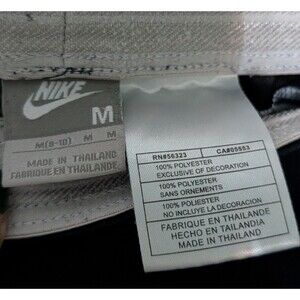 NIKE
M
M(8-10) M M
MADE IN THAILAND
FABRIQUE EN THAILANDE
RN#56323 CA#05553
100% POLYESTER
EXCLUSIVE OF DECORATION
100% POLYESTER
SANS ORNEMENTS
100% POLYESTER
NO INCLUYE LA DECORACION
FABRIQUE EN THAILANDE
HECHO EN TAILANDIA
MADE IN THAILAND